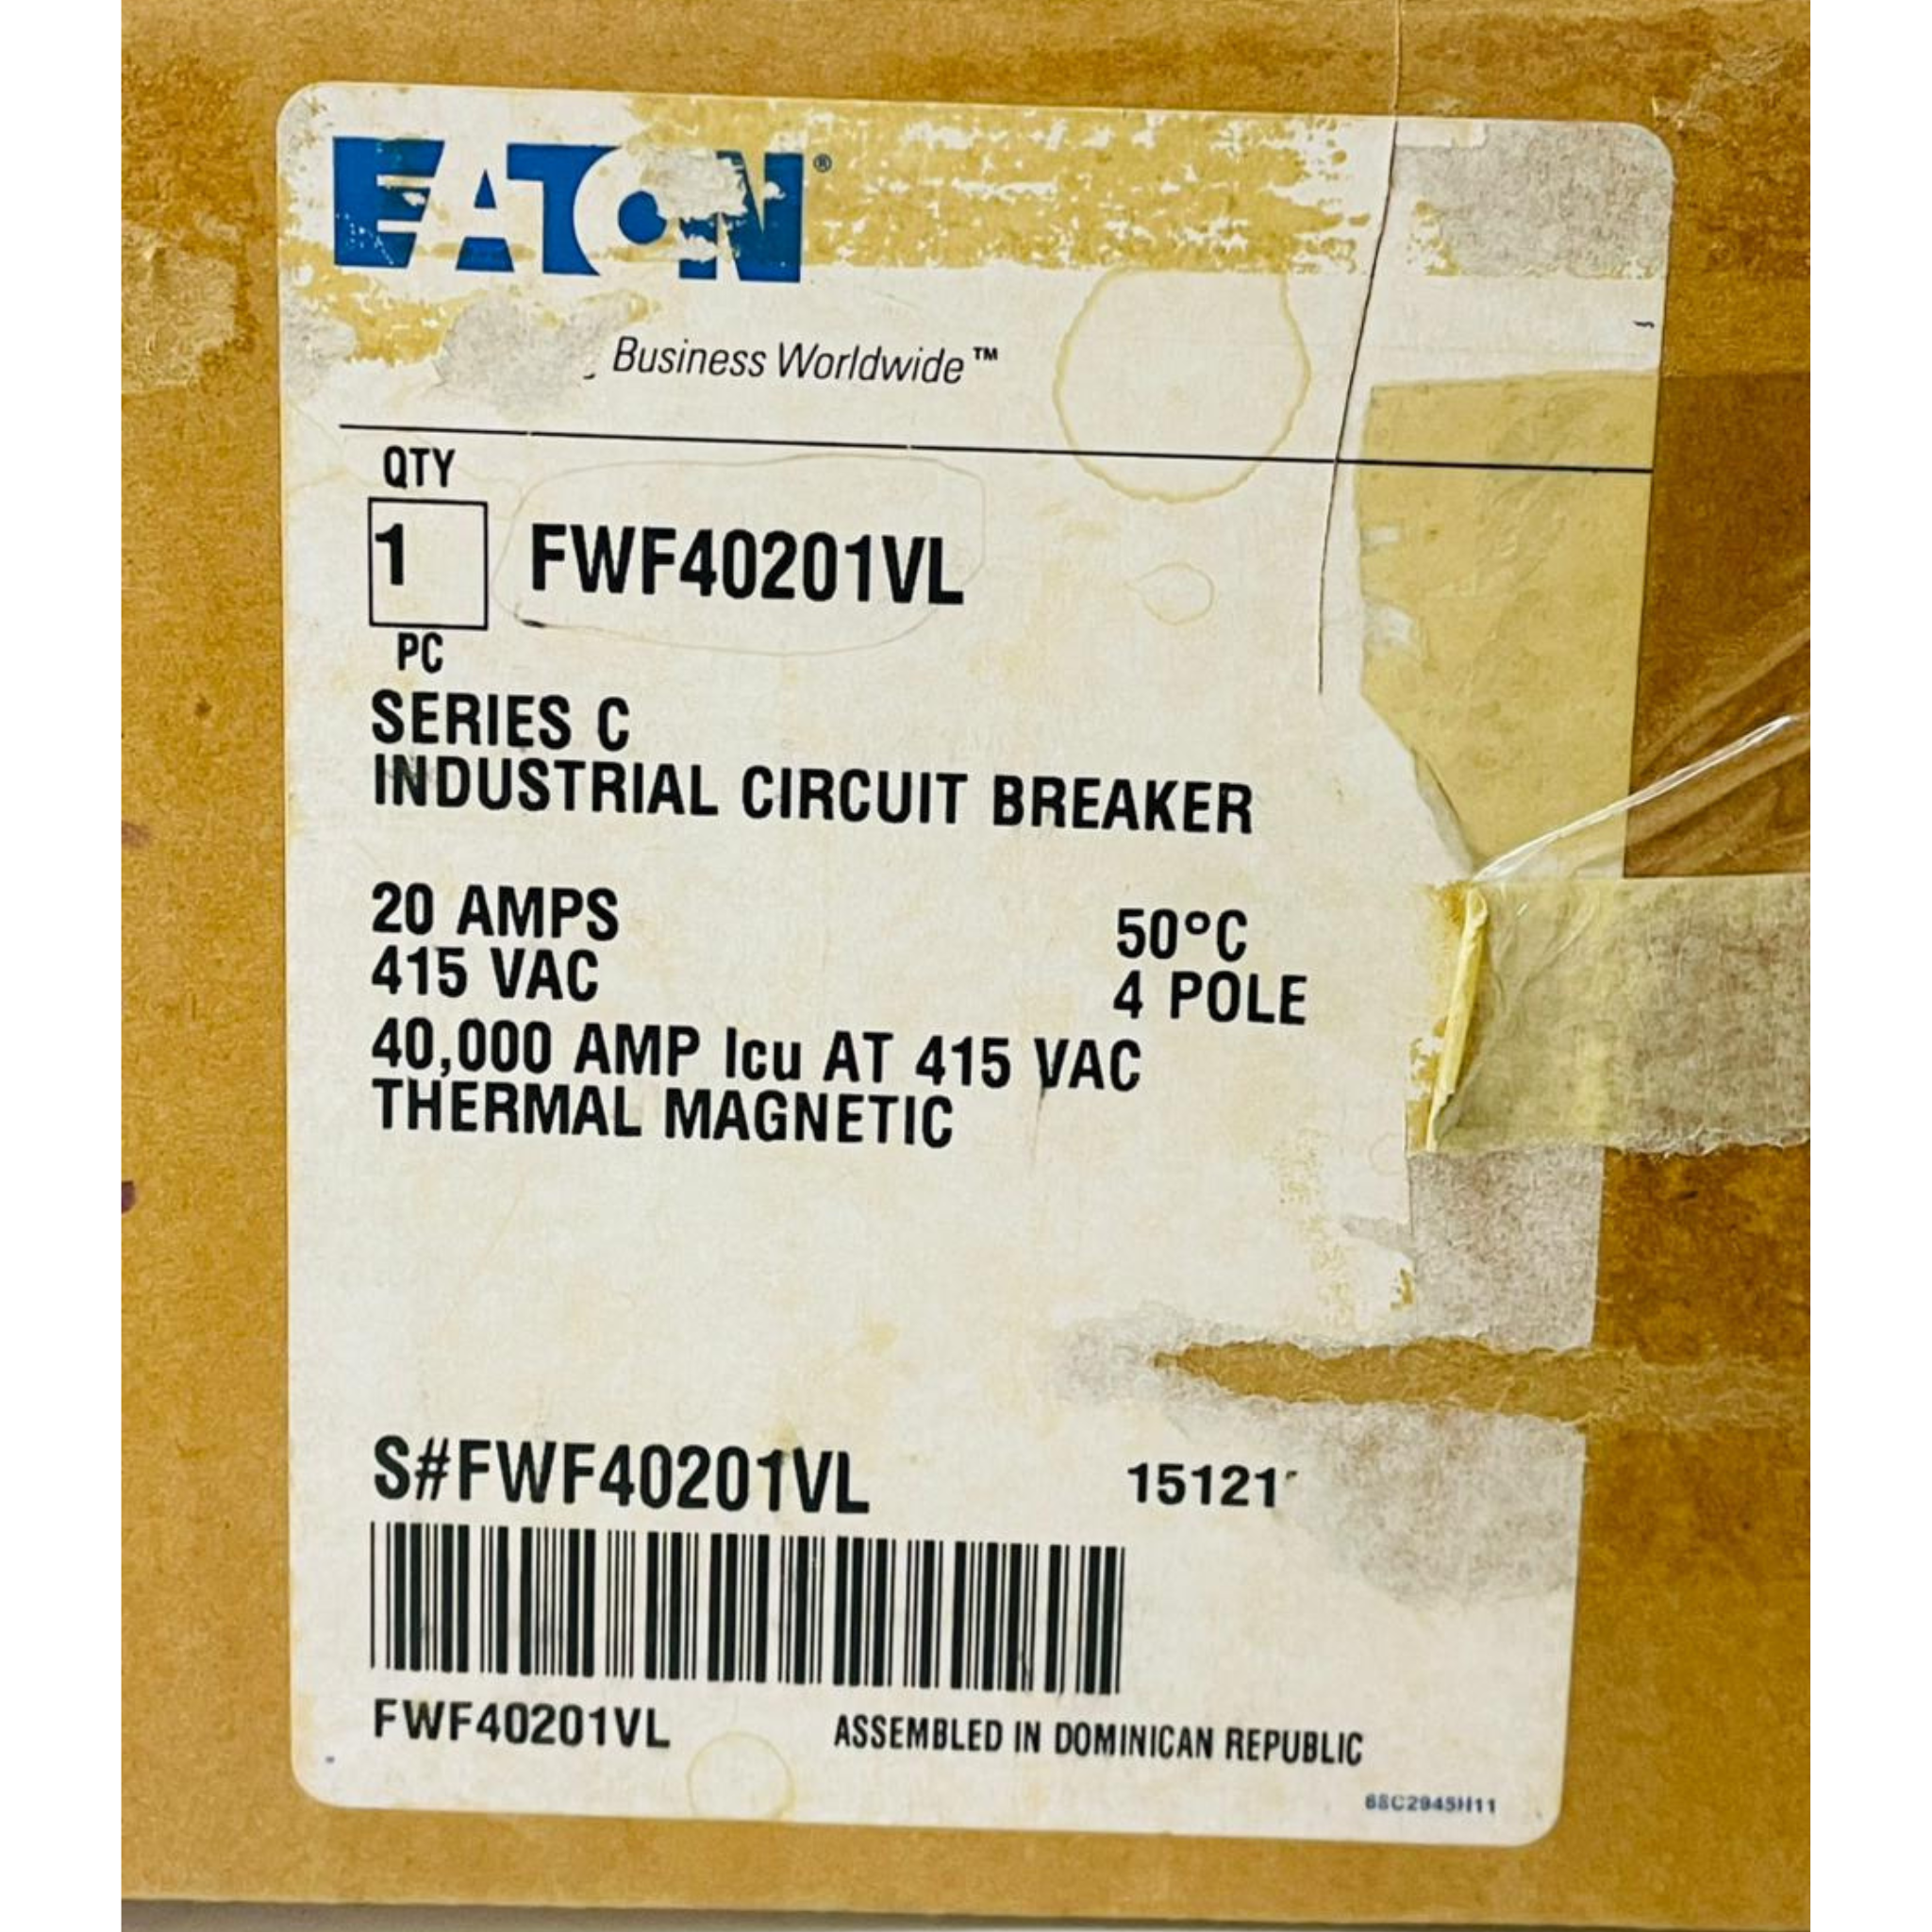 EATON®
Business Worldwide™
QTY
1
FWF40201VL
PC
SERIES C
INDUSTRIAL CIRCUIT BREAKER
20 AMPS 50°C
415 VAC 4 POLE
40,000 AMP Icu AT 415 VAC
THERMAL MAGNETIC
S#FWF40201VL 15121
FWF40201VL ASSEMBLED IN DOMINICAN REPUBLIC